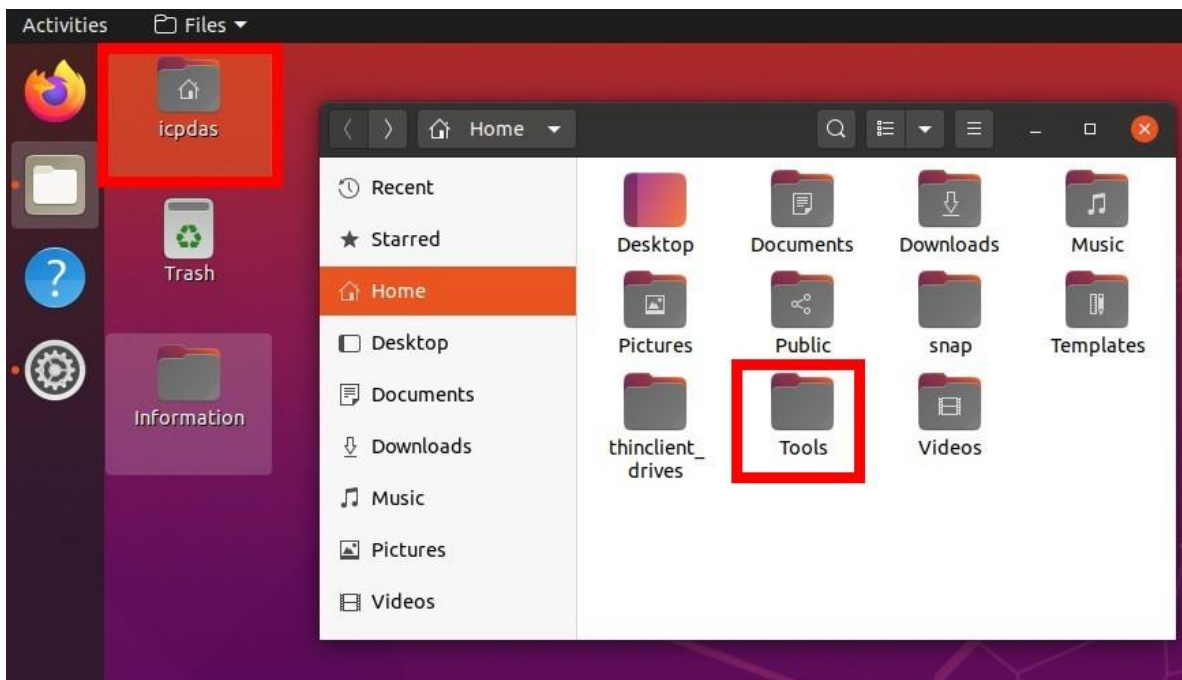 Activities Files
icpdas
Trash
Information
Home
Recent
Starred
Home
Desktop
Documents
Downloads
Music
Pictures
Videos
Desktop Documents Downloads Music
Pictures Public snap Templates
thinclient_ Tools Videos
drives